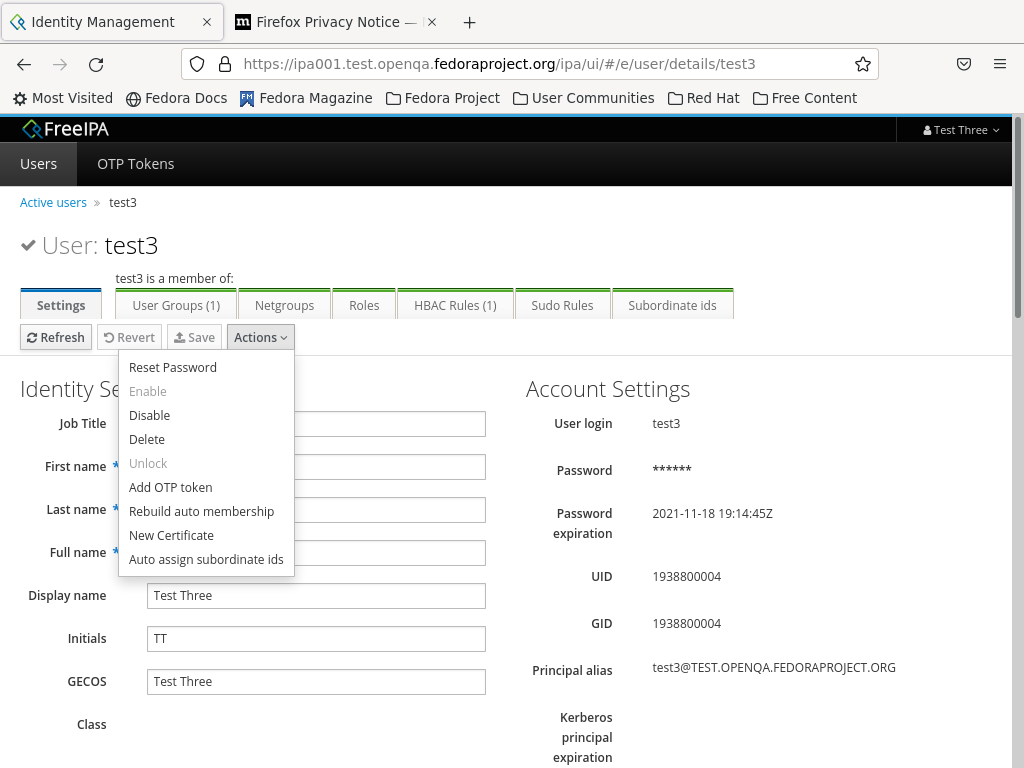 Identity Management
Firefox Privacy Notice —
https://ipa001.test.openqa.fedoraproject.org/ipa/ui/#/e/user/details/test3
Most Visited Fedora Docs FM Fedora Magazine Fedora Project User Communities Red Hat Free Content
FreeIPA Test Three
Users OTP Tokens
Active users » test3
User: test3
test3 is a member of:
Settings User Groups (1) Netgroups Roles HBAC Rules (1) Sudo Rules Subordinate ids
Refresh Revert Save Actions
Reset Password
Enable
Disable
Delete
Unlock
Add OTP token
Rebuild auto membership
New Certificate
Auto assign subordinate ids
Identity Se
Job Title
First name *
Last name *
Full name *
Display name Test Three
Initials TT
GECOS Test Three
Class
Account Settings
User login test3
Password ******
Password expiration 2021-11-18 19:14:45Z
UID 1938800004
GID 1938800004
Principal alias test3@TEST.OPENQA.FEDORAPROJECT.ORG
Kerberos
principal
expiration